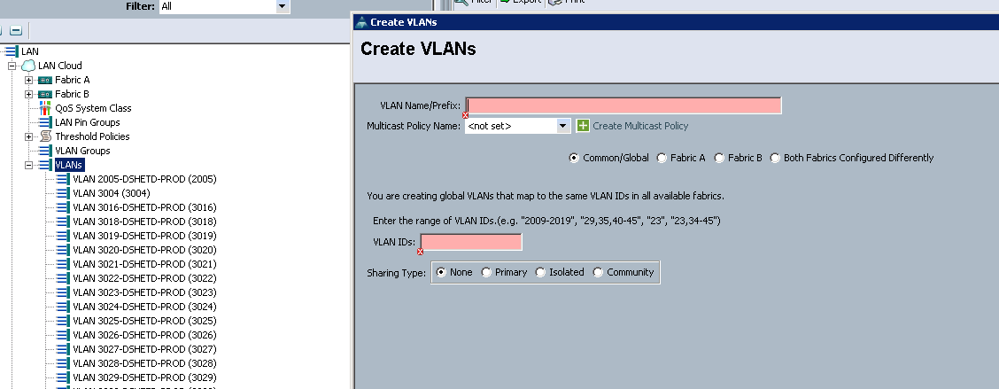 Filter: All
Filter Export Print
LAN
LAN Cloud
Fabric A
Fabric B
QoS System Class
LAN Pin Groups
Threshold Policies
VLAN Groups
VLANs
VLAN 2005-DSHETD-PROD (2005)
VLAN 3004 (3004)
VLAN 3016-DSHETD-PROD (3016)
VLAN 3018-DSHETD-PROD (3018)
VLAN 3019-DSHETD-PROD (3019)
VLAN 3020-DSHETD-PROD (3020)
VLAN 3021-DSHETD-PROD (3021)
VLAN 3022-DSHETD-PROD (3022)
VLAN 3023-DSHETD-PROD (3023)
VLAN 3024-DSHETD-PROD (3024)
VLAN 3025-DSHETD-PROD (3025)
VLAN 3026-DSHETD-PROD (3026)
VLAN 3027-DSHETD-PROD (3027)
VLAN 3028-DSHETD-PROD (3028)
VLAN 3029-DSHETD-PROD (3029)
Create VLANs
Create VLANs
VLAN Name/Prefix:
Multicast Policy Name: <not set> Create Multicast Policy
Common/Global Fabric A Fabric B Both Fabrics Configured Differently
You are creating global VLANs that map to the same VLAN IDs in all available fabrics.
Enter the range of VLAN IDs.(e.g. "2009-2019", "29,35,40-45", "23", "23,34-45")
VLAN IDs:
Sharing Type: None Primary Isolated Community